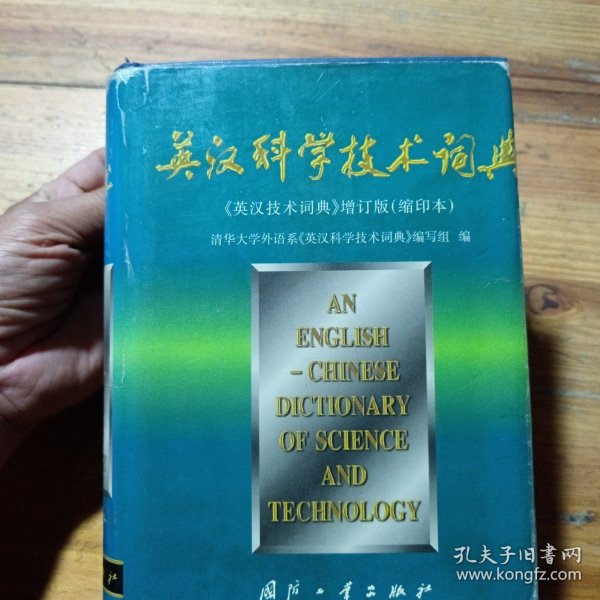 英汉科学技术词典
《英汉技术词典》增订版(缩印本)
清华大学外语系《英汉科学技术词典》编写组 编
AN
ENGLISH
- CHINESE
DICTIONARY
OF SCIENCE
AND
TECHNOLOGY
国防工业出版社
社
孔夫子旧书网
www.kongfz.com